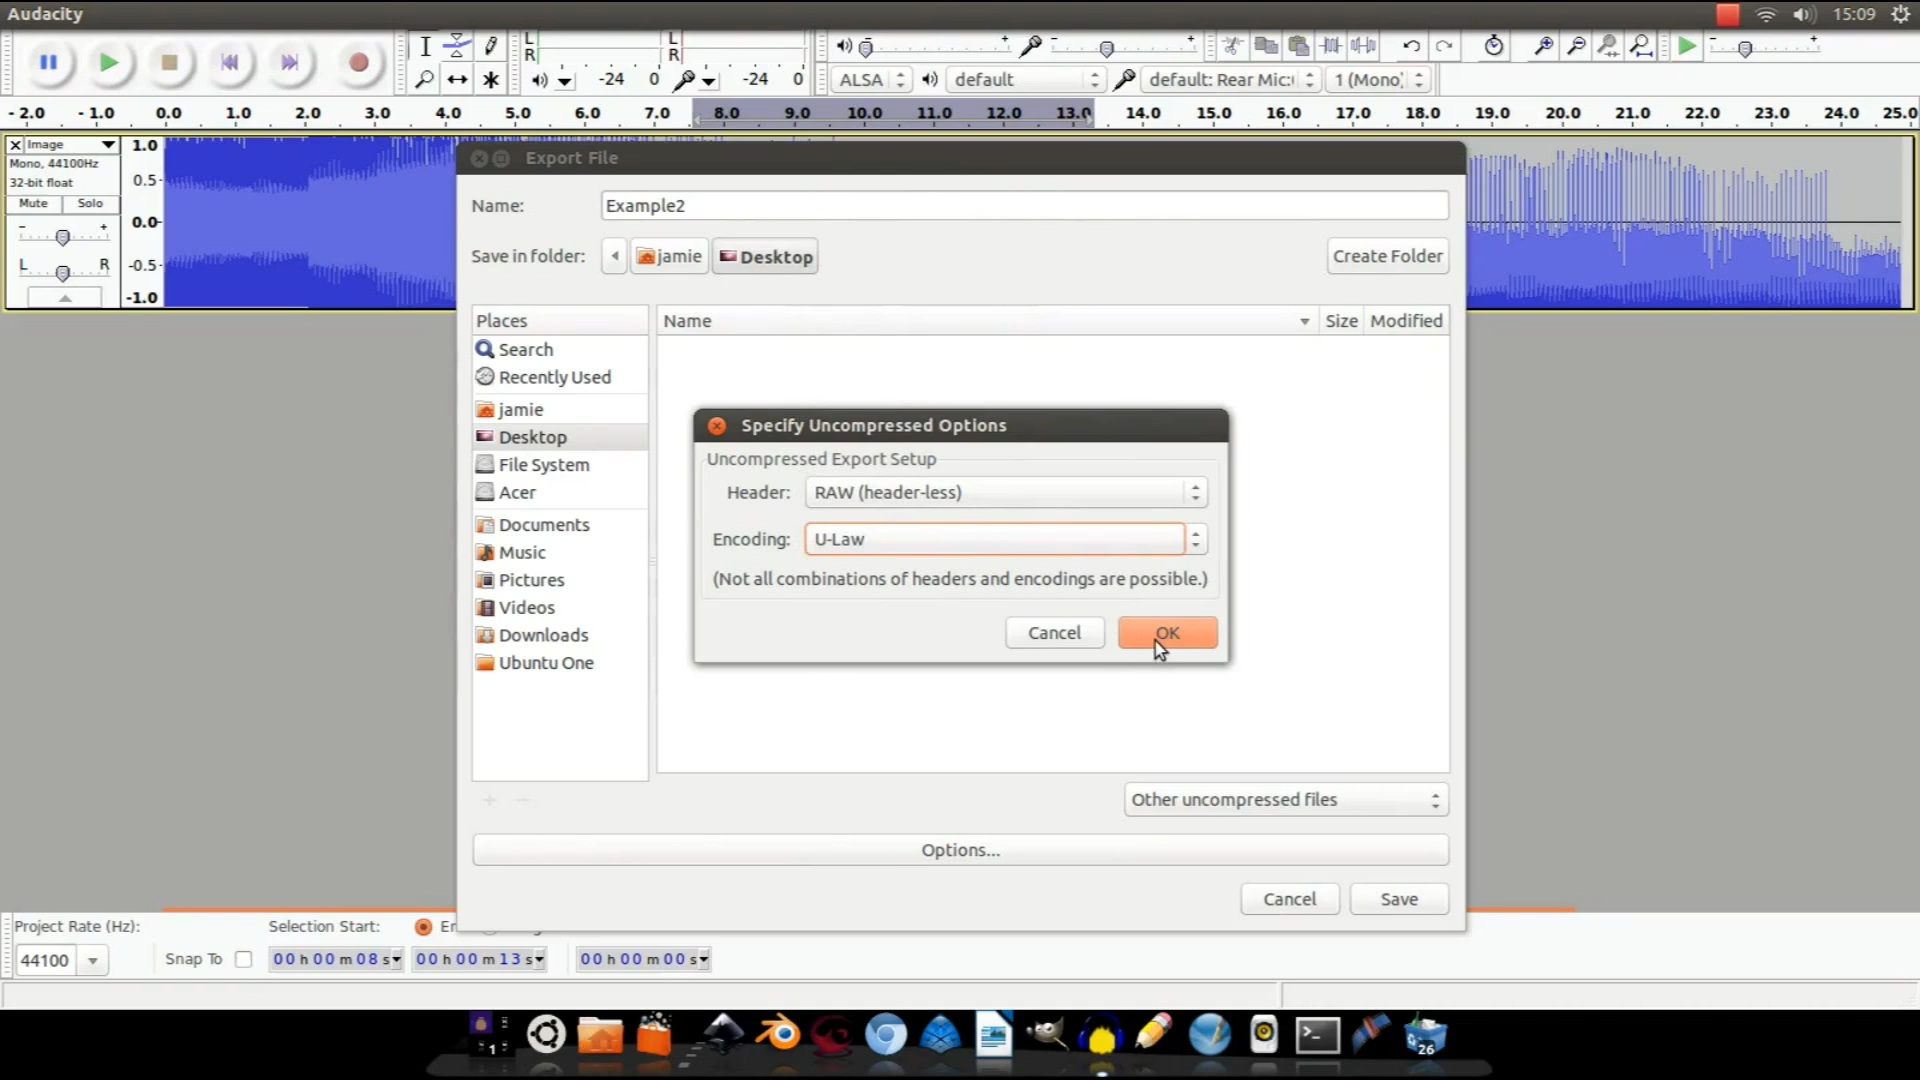 Audacity
15:09
L
R
L
R
-24 0
-24 0
- +
- +
- +
ALSA
default
default: Rear Mic:
1 (Mono)
- 2.0 - 1.0 0.0 1.0 2.0 3.0 4.0 5.0 6.0 7.0 8.0 9.0 10.0 11.0 12.0 13.0 14.0 15.0 16.0 17.0 18.0 19.0 20.0 21.0 22.0 23.0 24.0 25.0
Image
Mono, 44100Hz
32-bit float
Mute Solo
- +
L R
1.0
0.5-
0.0-
-0.5-
-1.0
Export File
Name: Example2
Save in folder: jamie Desktop
Create Folder
Places
Search
Recently Used
jamie
Desktop
File System
Acer
Documents
Music
Pictures
Videos
Downloads
Ubuntu One
Name Size Modified
Specify Uncompressed Options
Uncompressed Export Setup
Header: RAW (header-less)
Encoding: U-Law
(Not all combinations of headers and encodings are possible.)
Cancel OK
Other uncompressed files
Options...
Cancel Save
Project Rate (Hz):
44100
Snap To
Selection Start:
00 h 00 m 08 s
00 h 00 m 13 s
00 h 00 m 00 s
1
26